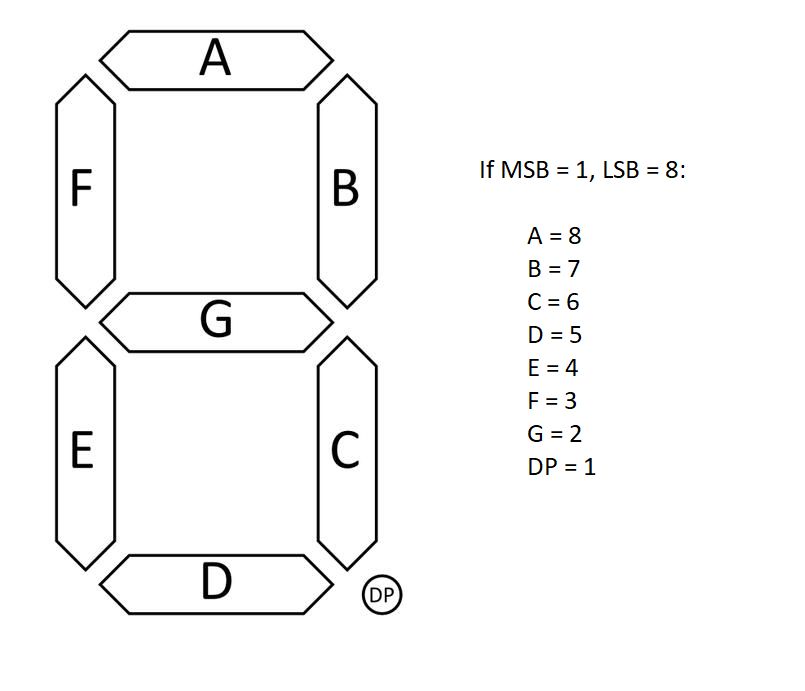 A
F
B
G
E
C
D
DP
If MSB = 1, LSB = 8:
A = 8
B = 7
C = 6
D = 5
E = 4
F = 3
G = 2
DP = 1